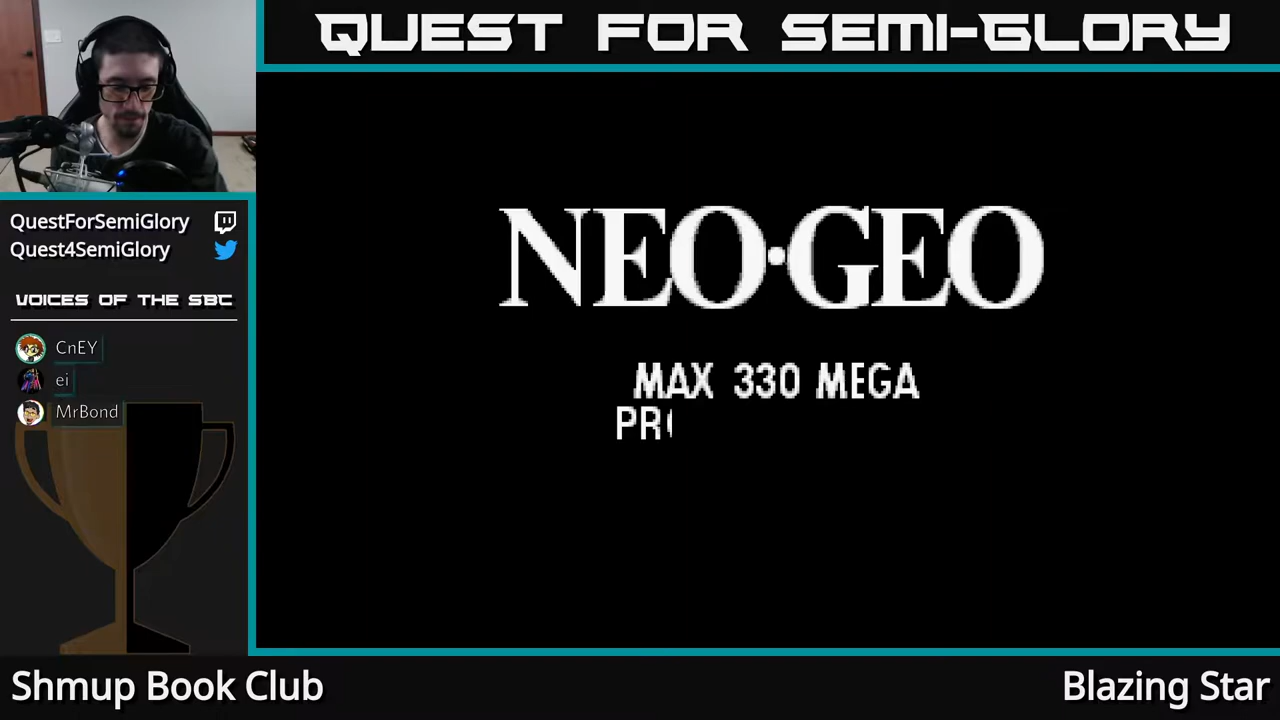 QUEST FOR SEMI-GLORY
QuestForSemiGlory
Quest4SemiGlory
VOICES OF THE SBC
CnEY
ei
MrBond
NEO·GEO
MAX 330 MEGA
PR
Shmup Book Club
Blazing Star